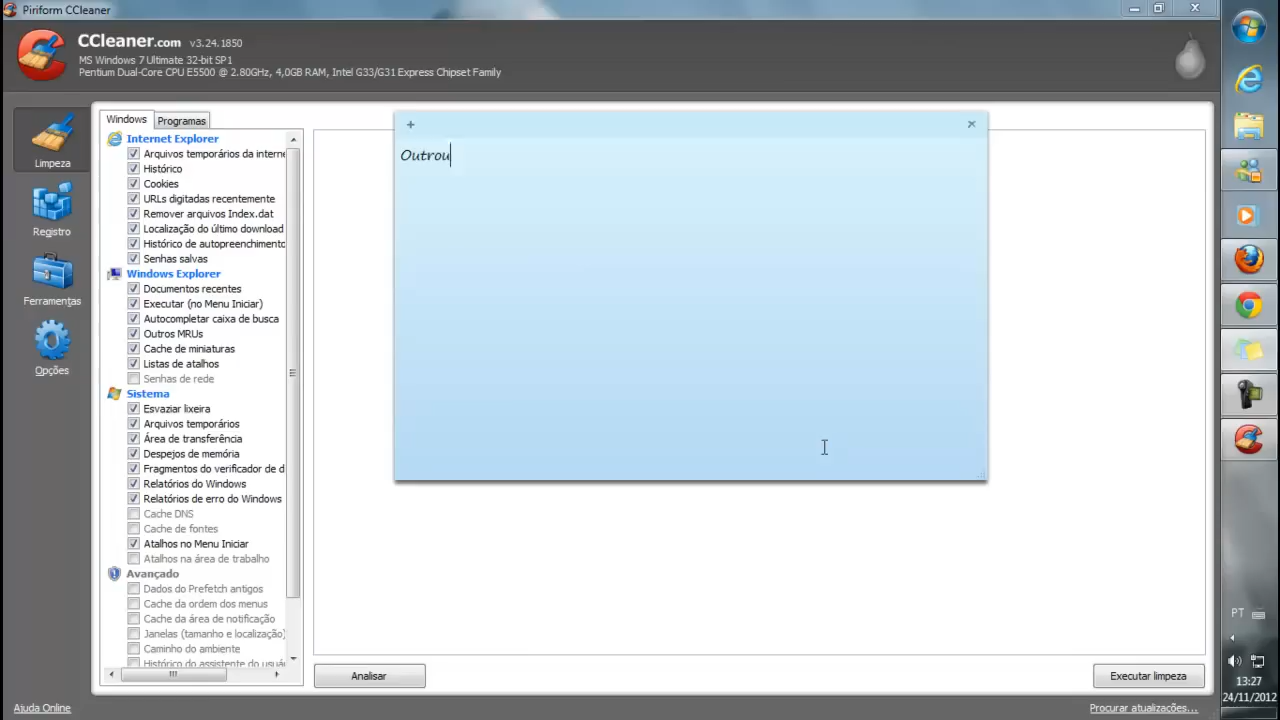 Piriform CCleaner
CCleaner.com v3.24.1850
MS Windows 7 Ultimate 32-bit SP1
Pentium Dual-Core CPU E5500 @ 2.80GHz, 4,0GB RAM, Intel G33/G31 Express Chipset Family
Limpeza
Registro
Ferramentas
Opções
Windows
Programas
Internet Explorer
Arquivos temporários da interne
Histórico
Cookies
URLs digitadas recentemente
Remover arquivos Index.dat
Localização do último download
Histórico de autopreenchimento
Senhas salvas
Windows Explorer
Documentos recentes
Executar (no Menu Iniciar)
Autocompletar caixa de busca
Outros MRUs
Cache de miniaturas
Listas de atalhos
Senhas de rede
Sistema
Esvaziar lixeira
Arquivos temporários
Área de transferência
Despejos de memória
Fragmentos do verificador de d
Relatórios do Windows
Relatórios de erro do Windows
Cache DNS
Cache de fontes
Atalhos no Menu Iniciar
Atalhos na área de trabalho
Avançado
Dados do Prefetch antigos
Cache da ordem dos menus
Cache da área de notificação
Janelas (tamanho e localização)
Caminho do ambiente
Histórico do assistente do usuá
Outrou
Analisar
Executar limpeza
Ajuda Online
Procurar atualizações...
PT
13:27
24/11/2012